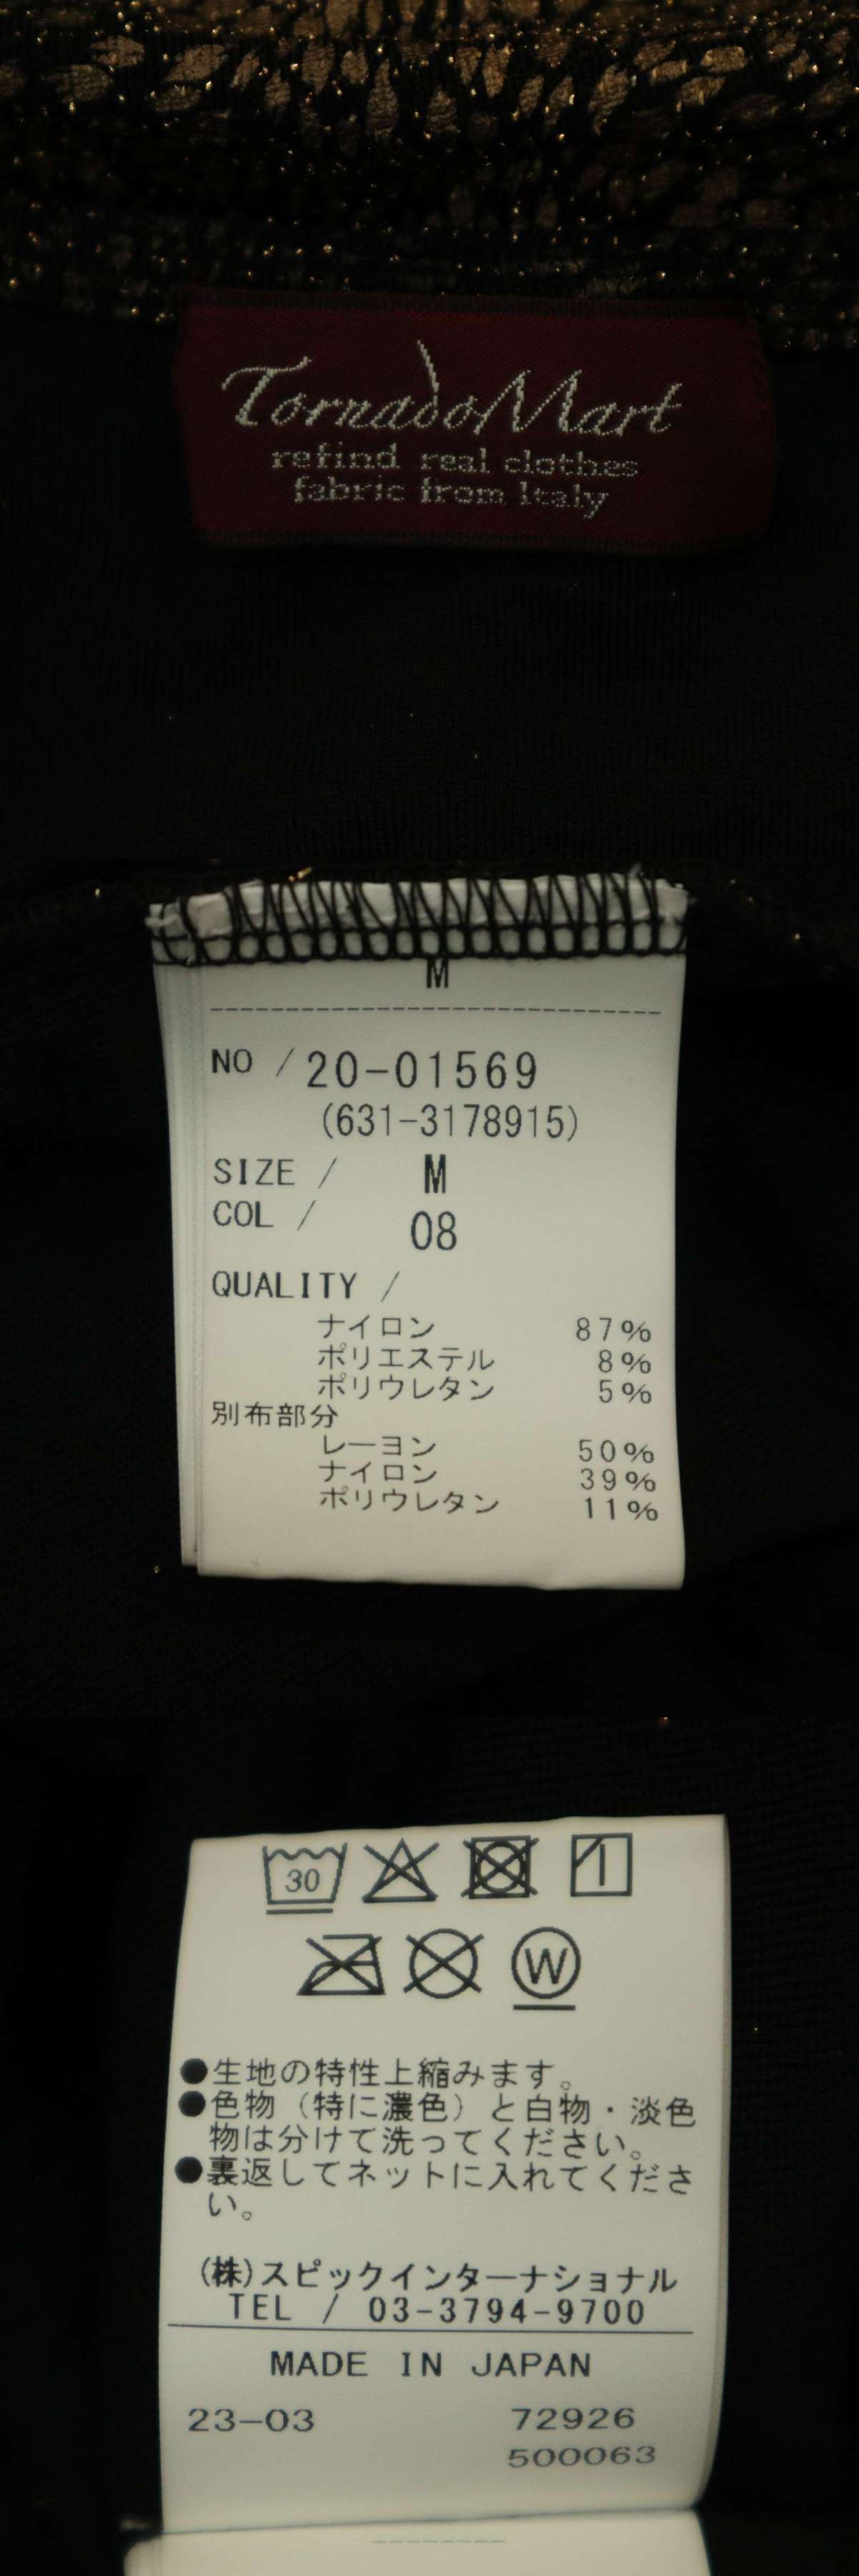 TornadoMart
refind real clothes
fabric from Italy
M
NO / 20-01569
(631-3178915)
SIZE / M
COL / 08
QUALITY /
ナイロン 87%
ポリエステル 8%
ポリウレタン 5%
別布部分
レーヨン 50%
ナイロン 39%
ポリウレタン 11%
30
W
●生地の特性上縮みます。
●色物（特に濃色）と白物・淡色
物は分けて洗ってください。
●裏返してネットに入れてくださ
い。
(株)スピックインターナショナル
TEL / 03-3794-9700
MADE IN JAPAN
23-03 72926
500063